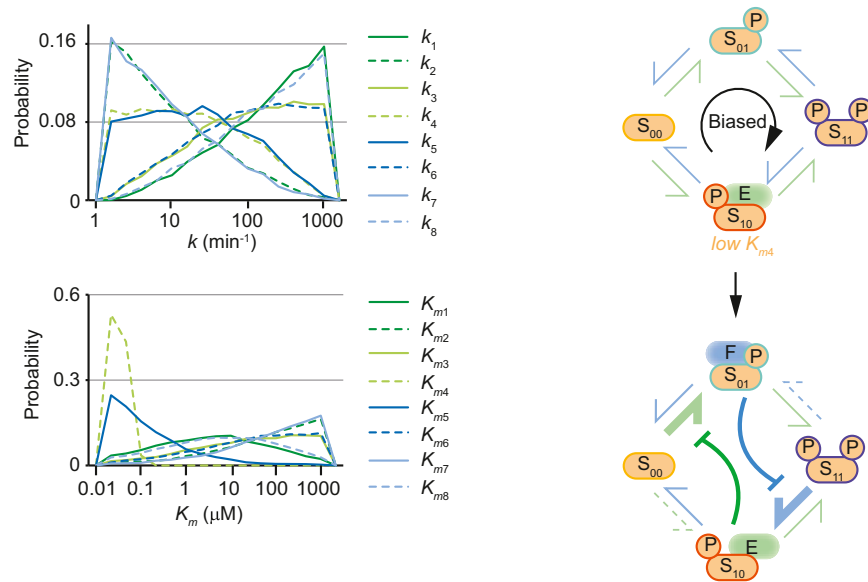 Probability
0.16
0.08
0
1
10
100
1000
k (min⁻¹)
k₁
k₂
k₃
k₄
k₅
k₆
k₇
k₈
Probability
0.6
0.3
0
0.01
0.1
1
10
100
1000
Kₘ (μM)
Kₘ₁
Kₘ₂
Kₘ₃
Kₘ₄
Kₘ₅
Kₘ₆
Kₘ₇
Kₘ₈
P
S₀₁
S₀₀
Biased
P P
S₁₁
P E
S₁₀
low Kₘ₄
F P
S₀₁
S₀₀
P P
S₁₁
P E
S₁₀